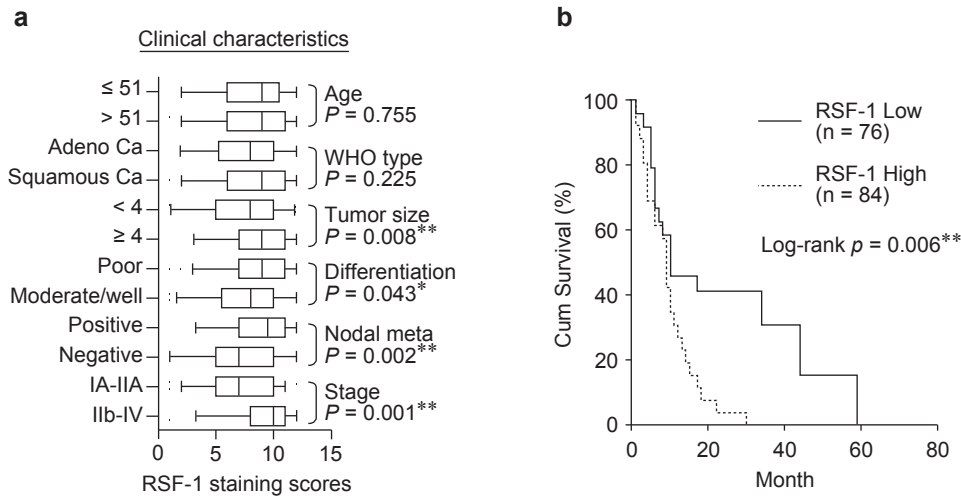 a
Clinical characteristics
≤ 51
> 51
Age
P = 0.755
Adeno Ca
Squamous Ca
WHO type
P = 0.225
< 4
≥ 4
Tumor size
P = 0.008**
Poor
Moderate/well
Differentiation
P = 0.043*
Positive
Negative
Nodal meta
P = 0.002**
IA-IIA
IIb-IV
Stage
P = 0.001**
0 5 10 15
RSF-1 staining scores
b
100
80
60
40
20
0
Cum Survival (%)
RSF-1 Low
(n = 76)
RSF-1 High
(n = 84)
Log-rank p = 0.006**
0 20 40 60 80
Month